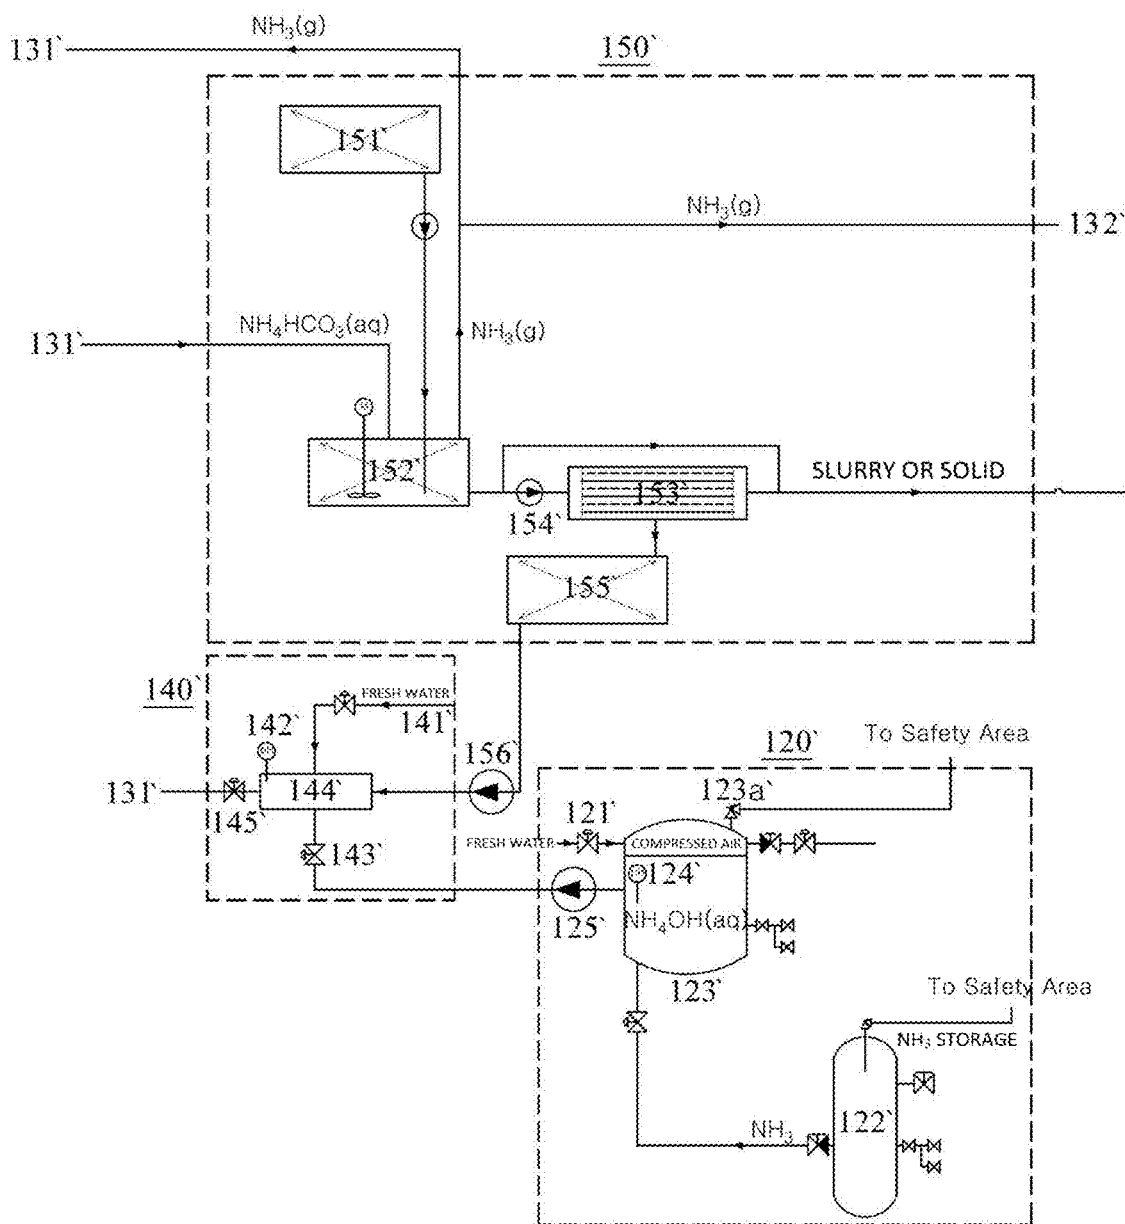 NH₃(g)
131`
150`
151`
NH₃(g)
132`
NH₄HCO₃(aq)
NH₃(g)
131`
152`
153`
SLURRY OR SOLID
154`
155`
140`
FRESH WATER
141`
142`
156`
120`
To Safety Area
131`
144`
145`
123a`
121`
FRESH WATER
COMPRESSED AIR
143`
124`
125`
NH₄OH(aq)
123`
To Safety Area
NH₃ STORAGE
122`
NH₃